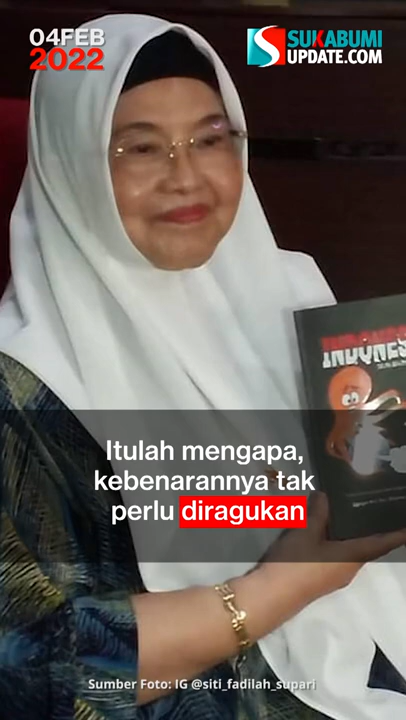 04FEB
2022
SUKABUMI
UPDATE.COM
Itulah mengapa,
kebenarannya tak
perlu diragukan
Sumber Foto: IG @siti_fadilah_supari